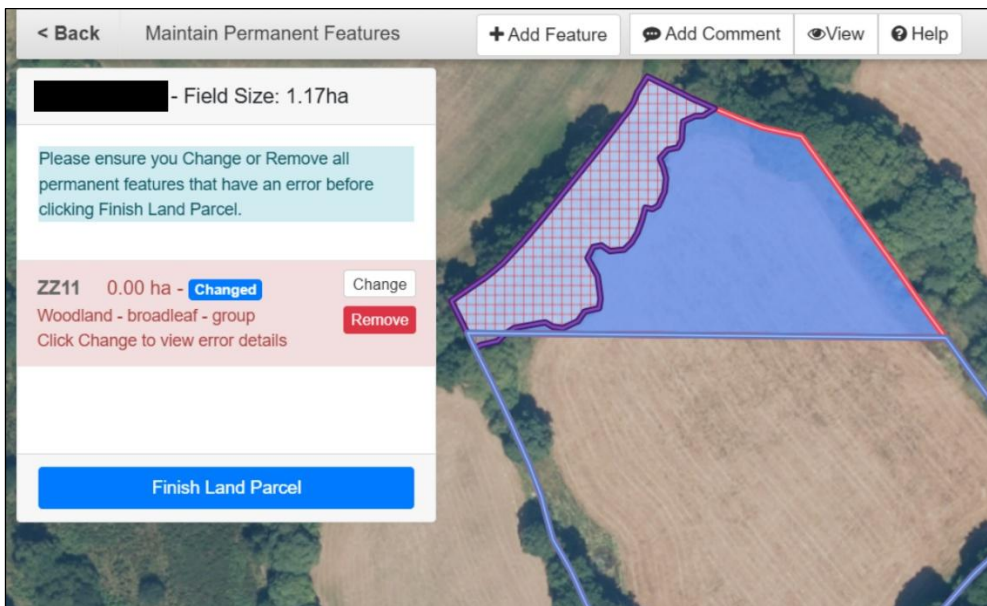 < Back Maintain Permanent Features + Add Feature Add Comment View Help
- Field Size: 1.17ha
Please ensure you Change or Remove all
permanent features that have an error before
clicking Finish Land Parcel.
ZZ11 0.00 ha - Changed Change
Woodland - broadleaf - group Remove
Click Change to view error details
Finish Land Parcel